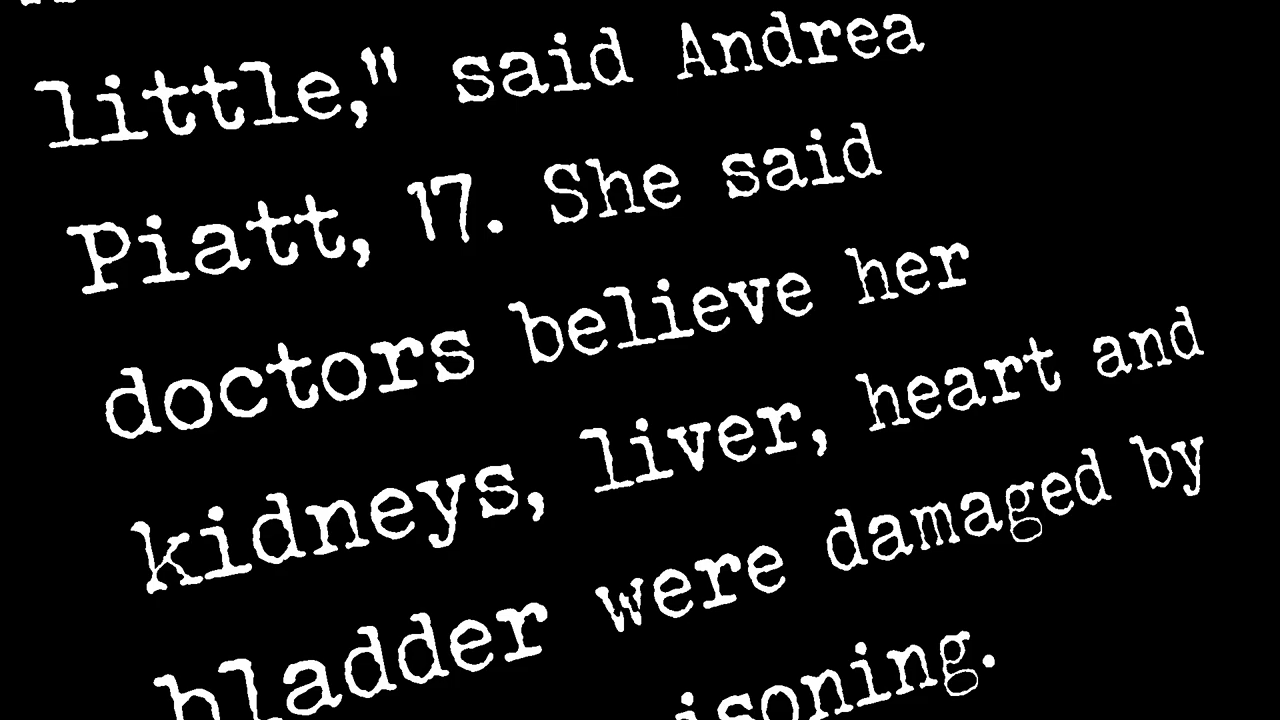 little," said Andrea
Piatt, 17. She said
doctors believe her
kidneys, liver, heart and
bladder were damaged by